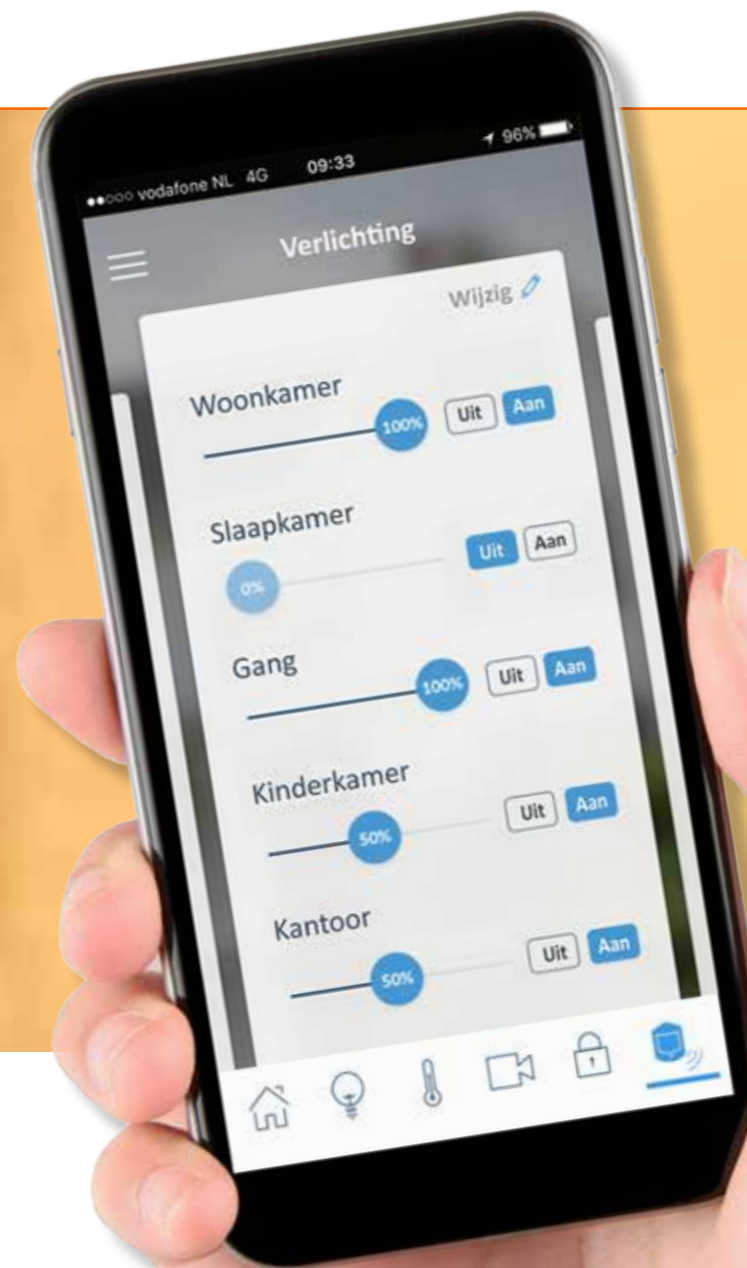 vodafone NL 4G 09:33 96%
Verlichting
Wijzig
Woonkamer
100% Uit Aan
Slaapkamer
0% Uit Aan
Gang
100% Uit Aan
Kinderkamer
50% Uit Aan
Kantoor
50% Uit Aan